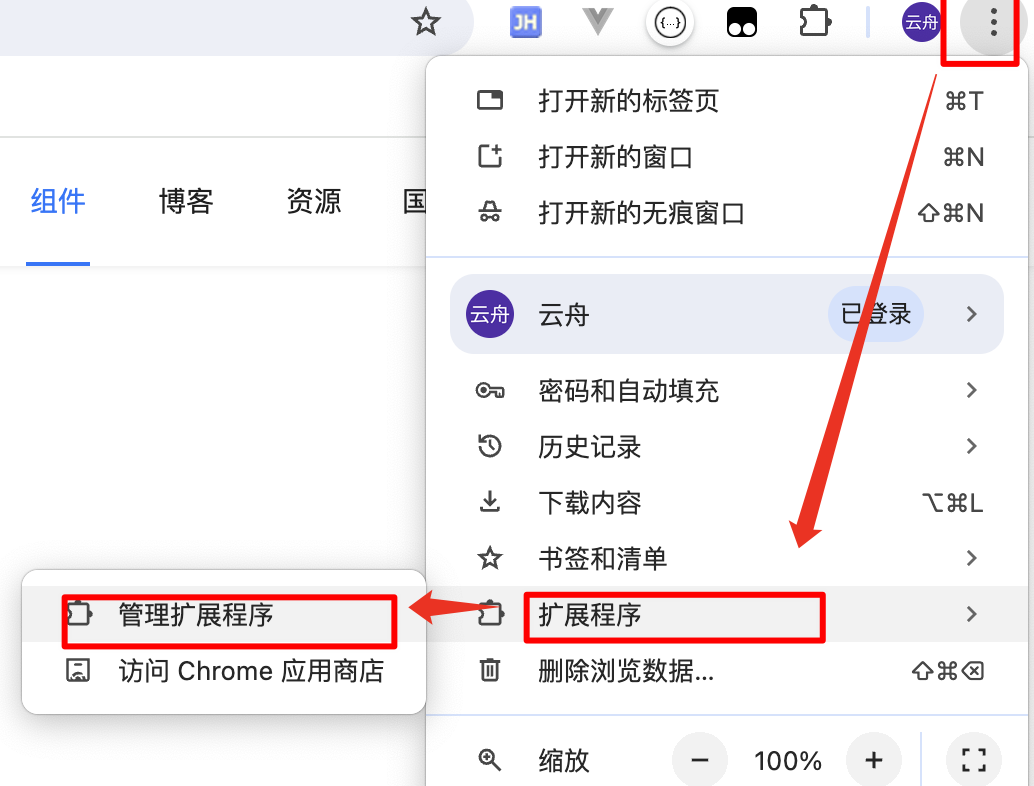 JH
{...}
云舟
打开新的标签页 ⌘T
打开新的窗口 ⌘N
打开新的无痕窗口 ⇧⌘N
组件 博客 资源 国
云舟 云舟 已登录
密码和自动填充
历史记录
下载内容 ⌥⌘L
书签和清单
扩展程序
删除浏览数据... ⇧⌘⌫
管理扩展程序
访问 Chrome 应用商店
缩放 − 100% +